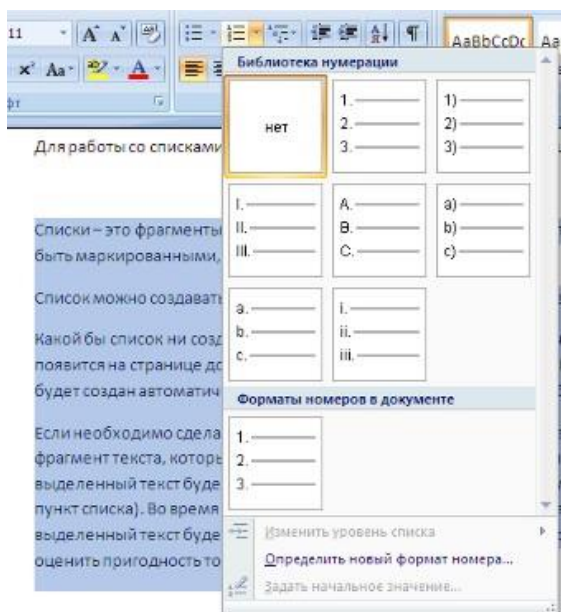 11
AaBbCcDc Aa
Aa
Библиотека нумерации
нет
1.
2.
3.
1)
2)
3)
I.
II.
III.
A.
B.
C.
a)
b)
c)
a.
b.
c.
i.
ii.
iii.
Форматы номеров в документе
1.
2.
3.
Изменить уровень списка
Определить новый формат номера...
Задать начальное значение...
Для работы со списками
Списки – это фрагменты
быть маркированными,
Список можно создавать
Какой бы список ни созд
появится на странице до
будет создан автоматич
Если необходимо сдела
фрагмент текста, которы
выделенный текст буде
пункт списка). Во время
выделенный текст буде
оценить пригодность то